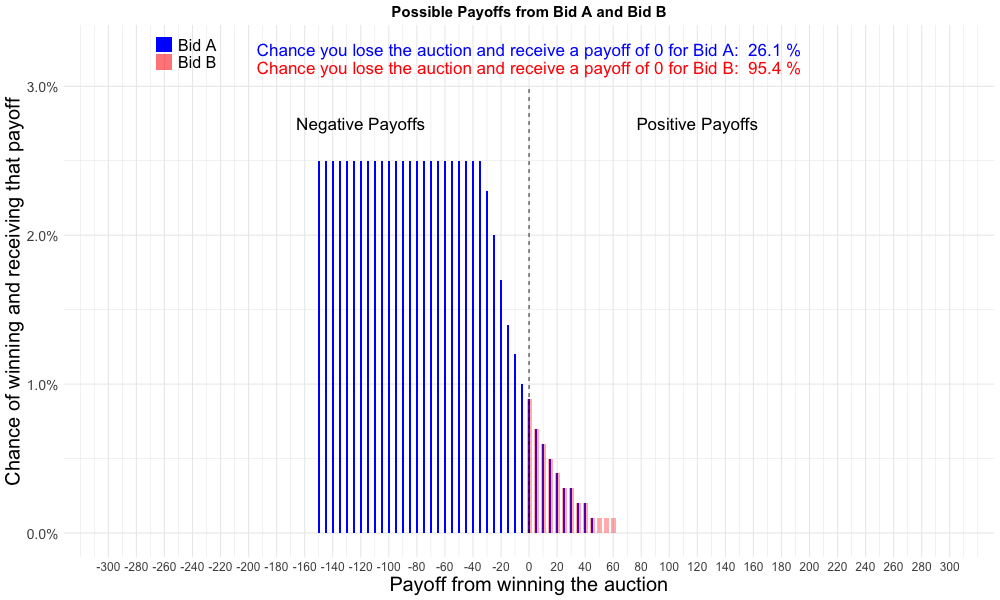 Possible Payoffs from Bid A and Bid B
Bid A
Bid B
Chance you lose the auction and receive a payoff of 0 for Bid A:  26.1 %
Chance you lose the auction and receive a payoff of 0 for Bid B:  95.4 %
Negative Payoffs
Positive Payoffs
Chance of winning and receiving that payoff
3.0%
2.0%
1.0%
0.0%
-300 -280 -260 -240 -220 -200 -180 -160 -140 -120 -100 -80 -60 -40 -20 0 20 40 60 80 100 120 140 160 180 200 220 240 260 280 300
Payoff from winning the auction